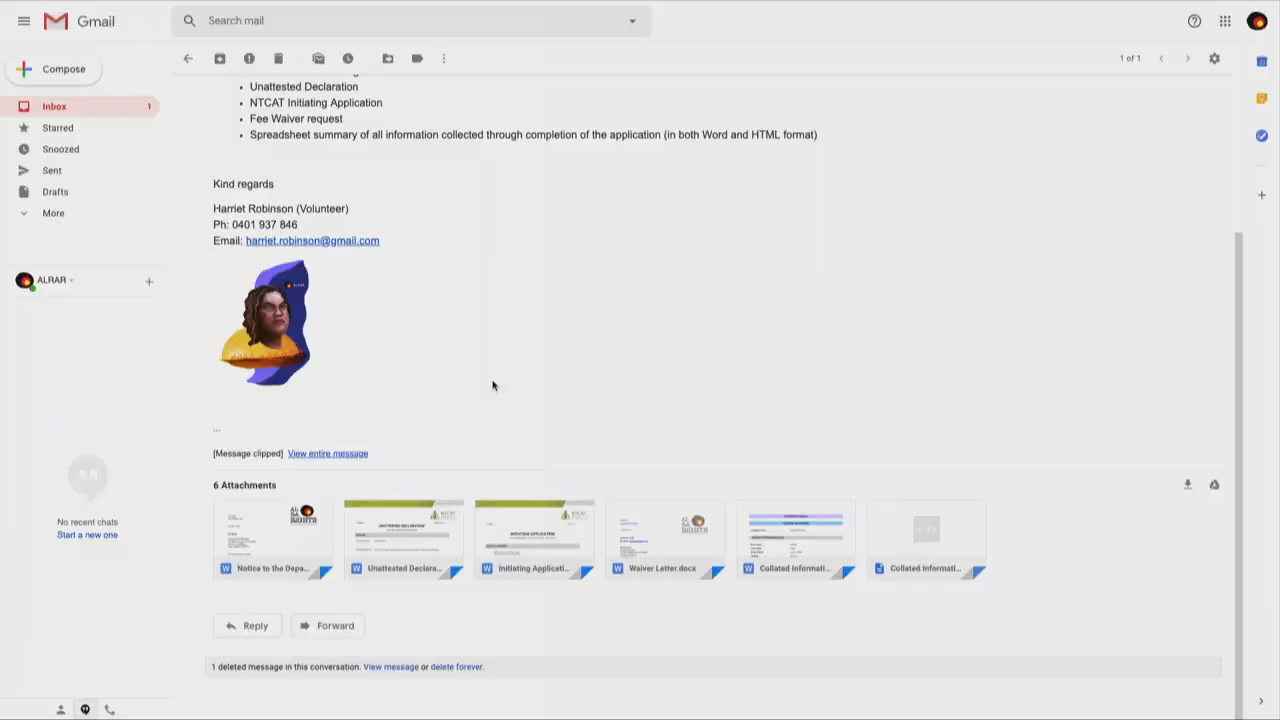 Gmail
Search mail
Compose
1 of 1
Inbox 1
Starred
Snoozed
Sent
Drafts
More
ALRAR
No recent chats
Start a new one
Unattested Declaration
NTCAT Initiating Application
Fee Waiver request
Spreadsheet summary of all information collected through completion of the application (in both Word and HTML format)
Kind regards
Harriet Robinson (Volunteer)
Ph: 0401 937 846
Email: harriet.robinson@gmail.com
...
[Message clipped] View entire message
6 Attachments
UNATTESTED DECLARATION
INITIATING APPLICATION
Notice to the Depa...
Unattested Declara...
Initiating Applicati...
Waiver Letter.docx
Collated Informati...
Collated Informati...
Reply
Forward
1 deleted message in this conversation. View message or delete forever.